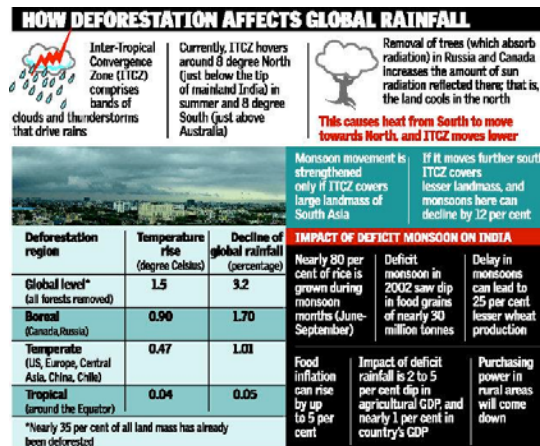 HOW DEFORESTATION AFFECTS GLOBAL RAINFALL
Inter-Tropical
Convergence
Zone (ITCZ)
comprises
bands of
clouds and thunderstorms
that drive rains
Currently, ITCZ hovers
around 8 degree North
(just below the tip
of mainland India) in
summer and 8 degree
South (just above
Australia)
Removal of trees (which absorb
radiation) in Russia and Canada
increases the amount of sun
radiation reflected there; that is,
the land cools in the north
This causes heat from South to move
towards North, and ITCZ moves lower
Monsoon movement is
strengthened
only if ITCZ covers
large landmass of
South Asia
If it moves further south
ITCZ covers
lesser landmass, and
monsoons here can
decline by 12 per cent
Deforestation
region
Temperature
rise
(degree Celsius)
Decline of
global rainfall
(percentage)
Global level*
(all forests removed)
1.5
3.2
Boreal
(Canada,Russia)
0.90
1.70
Temperate
(US, Europe, Central
Asia, China, Chile)
0.47
1.01
Tropical
(around the Equator)
0.04
0.05
*Nearly 35 per cent of all land mass has already
been deforested
IMPACT OF DEFICIT MONSOON ON INDIA
Nearly 80 per
cent of rice is
grown during
monsoon
months (June-
September)
Deficit
monsoon in
2002 saw dip
in food grains
of nearly 30
million tonnes
Delay in
monsoons
can lead to
25 per cent
lesser wheat
production
Food
inflation
can rise
by up
to 5 per
cent
Impact of deficit
rainfall is 2 to 5
per cent dip in
agricultural GDP, and
nearly 1 per cent in
country's GDP
Purchasing
power in
rural areas
will come
down